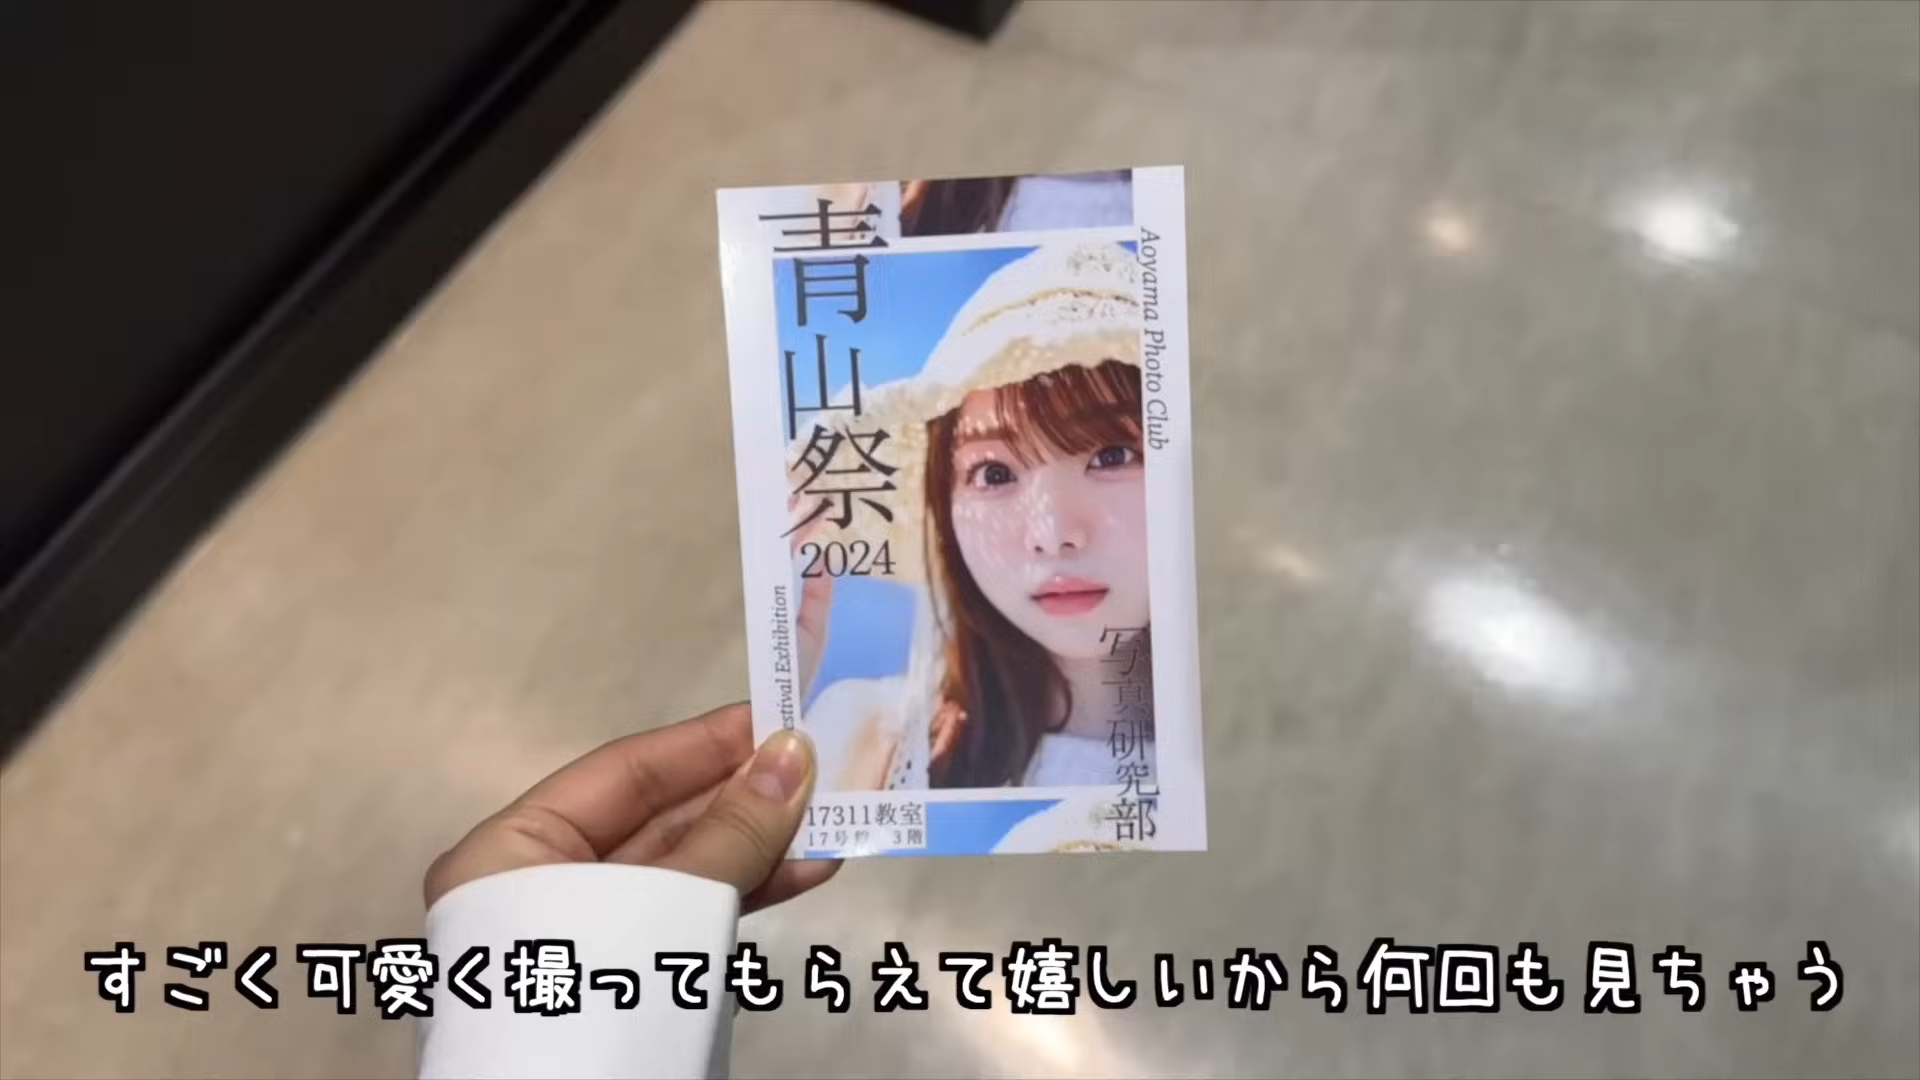 青山祭
2024
Aoyama Photo Club
estival Exhibition
写真研究部
17311教室
17号館 3階
すごく可愛く撮ってもらえて嬉しいから何回も見ちゃう